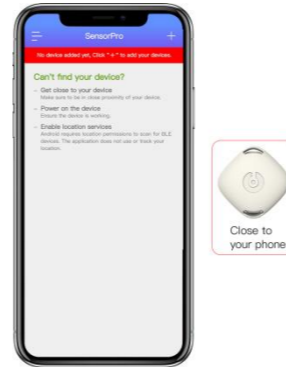 SensorPro
No device added yet, Click "+" to add your devices.
Can't find your device?
- Get close to your device
Make sure to be in close proximity of your device.
- Power on the device
Ensure the device is working.
- Enable location services
Android requires location permissions to scan for BLE
devices. The application does not use or track your
location.
Close to
your phone